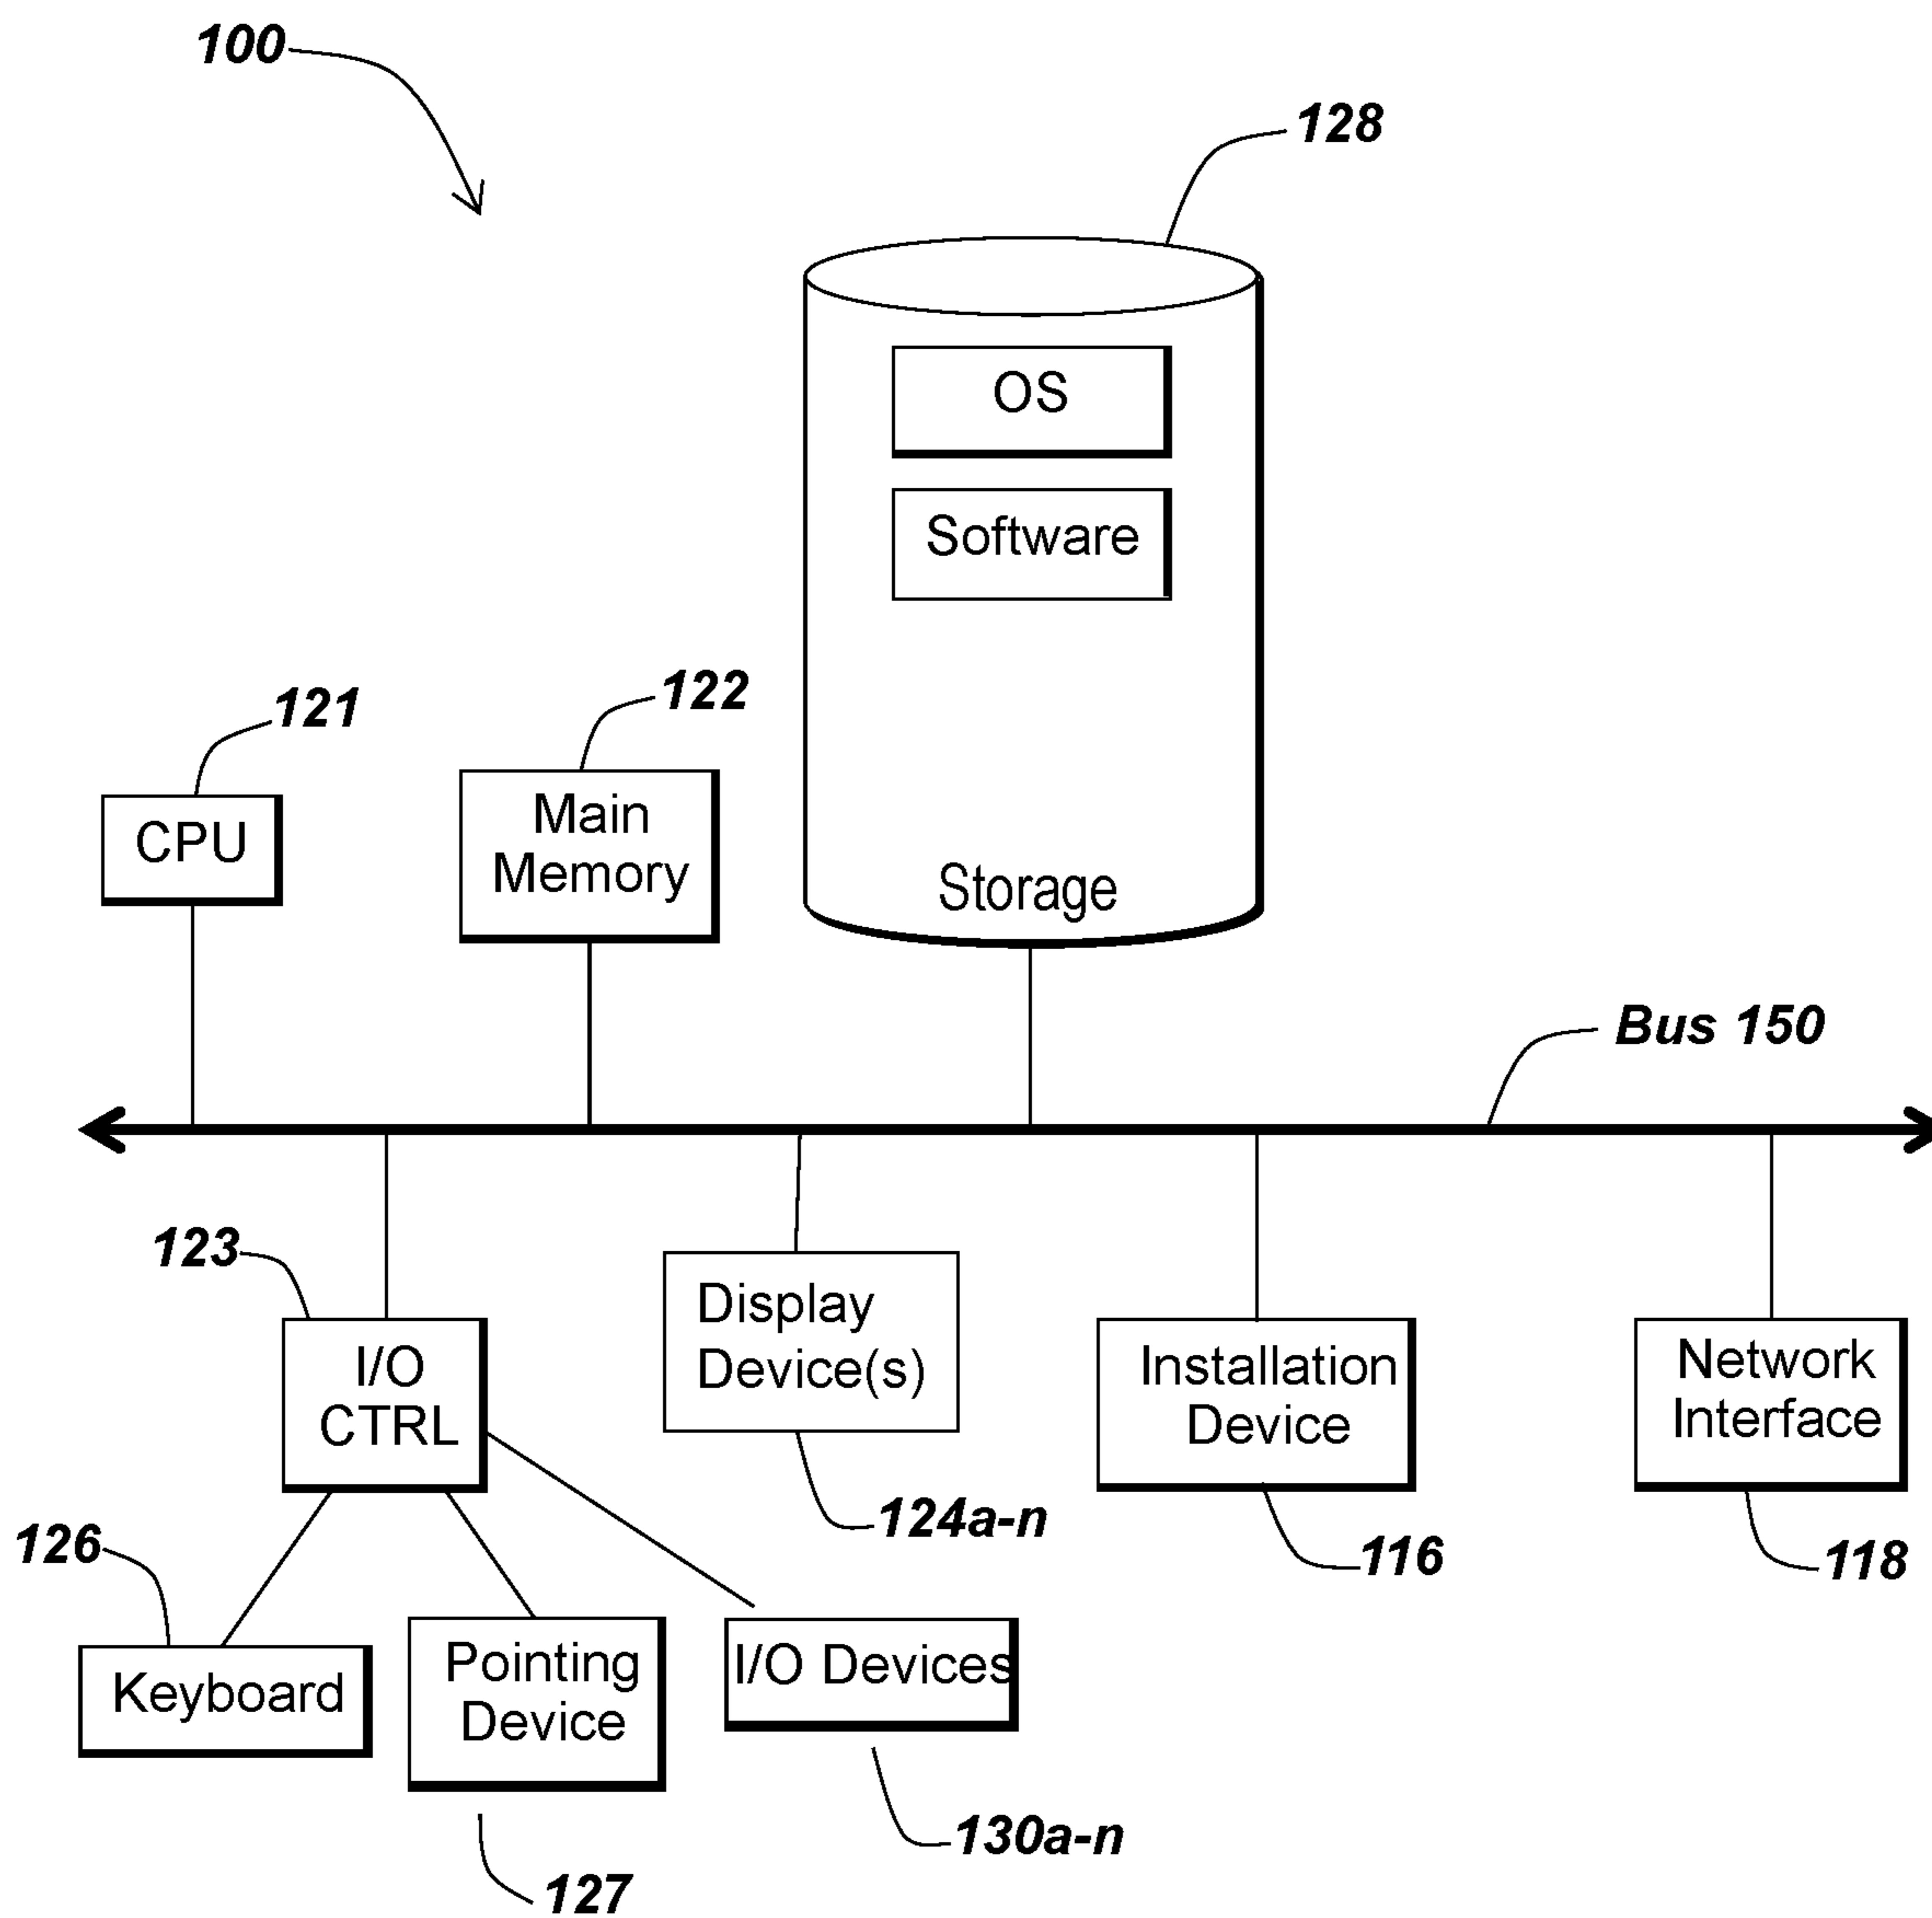 100
128
OS
Software
122
121
Main
Memory
CPU
Storage
Bus 150
123
Display
Device(s)
I/O
CTRL
Installation
Device
Network
Interface
124a-n
126
116
118
Pointing
Device
I/O Devices
Keyboard
130a-n
127